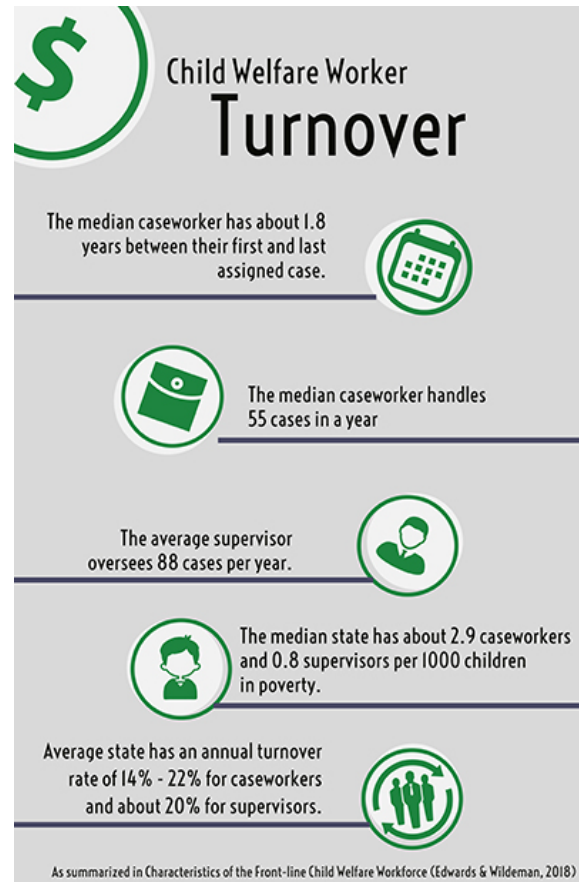 $
Child Welfare Worker
Turnover
The median caseworker has about 1.8
years between their first and last
assigned case.
The median caseworker handles
55 cases in a year
The average supervisor
oversees 88 cases per year.
The median state has about 2.9 caseworkers
and 0.8 supervisors per 1000 children
in poverty.
Average state has an annual turnover
rate of 14% - 22% for caseworkers
and about 20% for supervisors.
As summarized in Characteristics of the Front-line Child Welfare Workforce (Edwards & Wildeman, 2018)